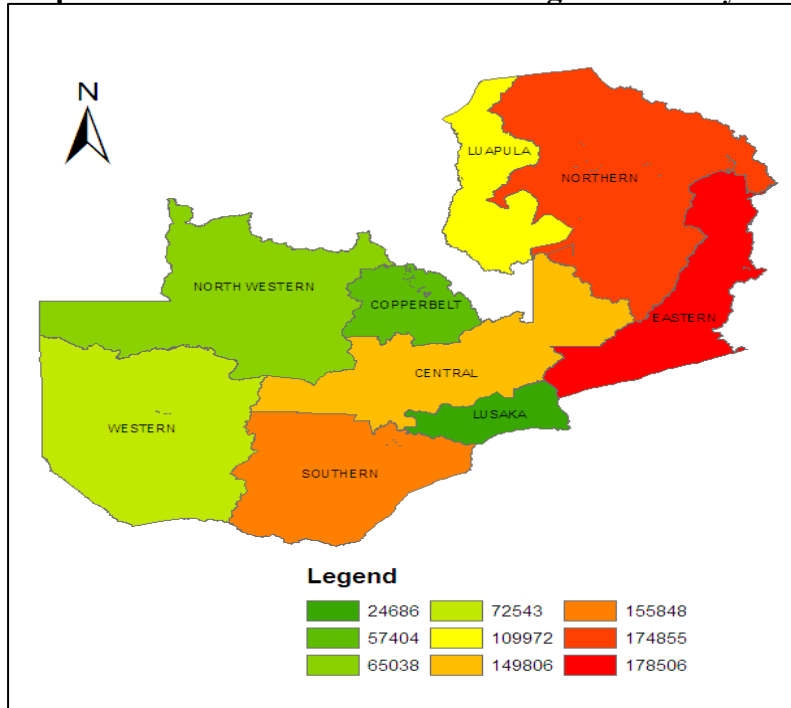 N
LUAPULA
NORTHERN
NORTH WESTERN
COPPERBELT
EASTERN
CENTRAL
LUSAKA
WESTERN
SOUTHERN
Legend
24686 72543 155848
57404 109972 174855
65038 149806 178506